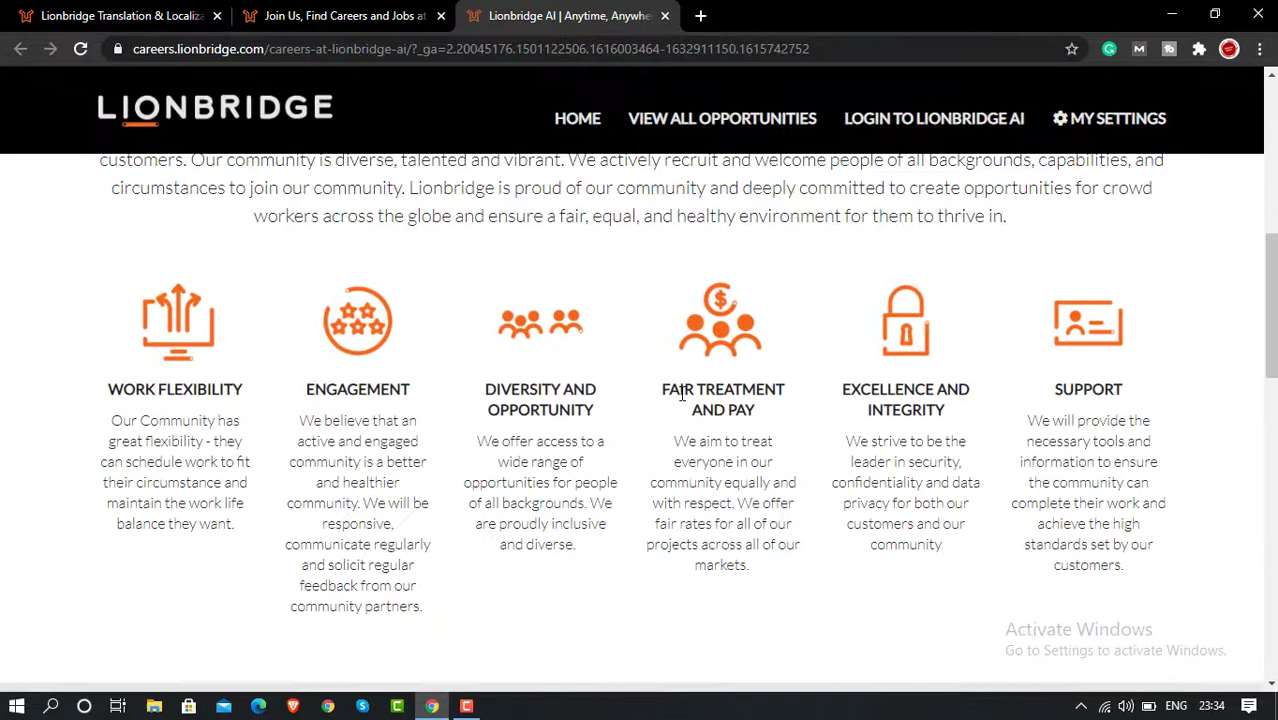 Lionbridge Translation & Localiza
Join Us, Find Careers and Jobs at
Lionbridge AI | Anytime, Anywhe
careers.lionbridge.com/careers-at-lionbridge-ai/?_ga=2.20045176.1501122506.1616003464-1632911150.1615742752
LIONBRIDGE
HOME
VIEW ALL OPPORTUNITIES
LOGIN TO LIONBRIDGE AI
MY SETTINGS
customers. Our community is diverse, talented and vibrant. We actively recruit and welcome people of all backgrounds, capabilities, and
circumstances to join our community. Lionbridge is proud of our community and deeply committed to create opportunities for crowd
workers across the globe and ensure a fair, equal, and healthy environment for them to thrive in.
WORK FLEXIBILITY
Our Community has
great flexibility - they
can schedule work to fit
their circumstance and
maintain the work life
balance they want.
ENGAGEMENT
We believe that an
active and engaged
community is a better
and healthier
community. We will be
responsive,
communicate regularly
and solicit regular
feedback from our
community partners.
DIVERSITY AND
OPPORTUNITY
We offer access to a
wide range of
opportunities for people
of all backgrounds. We
are proudly inclusive
and diverse.
FAIR TREATMENT
AND PAY
We aim to treat
everyone in our
community equally and
with respect. We offer
fair rates for all of our
projects across all of our
markets.
EXCELLENCE AND
INTEGRITY
We strive to be the
leader in security,
confidentiality and data
privacy for both our
customers and our
community
SUPPORT
We will provide the
necessary tools and
information to ensure
the community can
complete their work and
achieve the high
standards set by our
customers.
Activate Windows
Go to Settings to activate Windows.
ENG
23:34